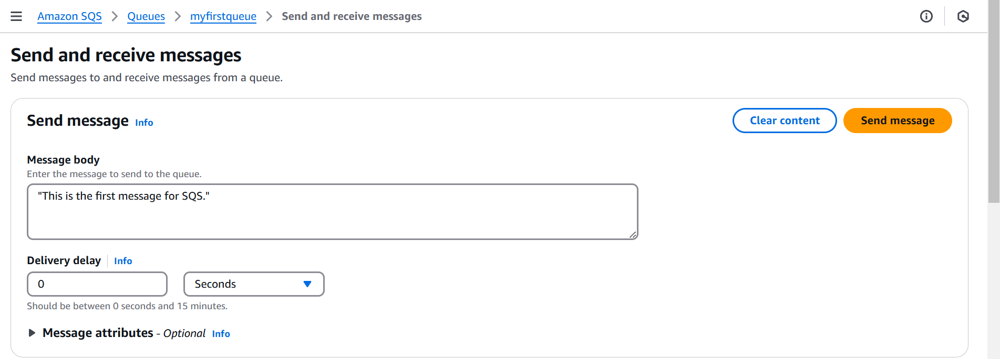 Amazon SQS > Queues > myfirstqueue > Send and receive messages
Send and receive messages
Send messages to and receive messages from a queue.
Send message Info Clear content Send message
Message body
Enter the message to send to the queue.
"This is the first message for SQS."
Delivery delay Info
0 Seconds
Should be between 0 seconds and 15 minutes.
Message attributes - Optional Info